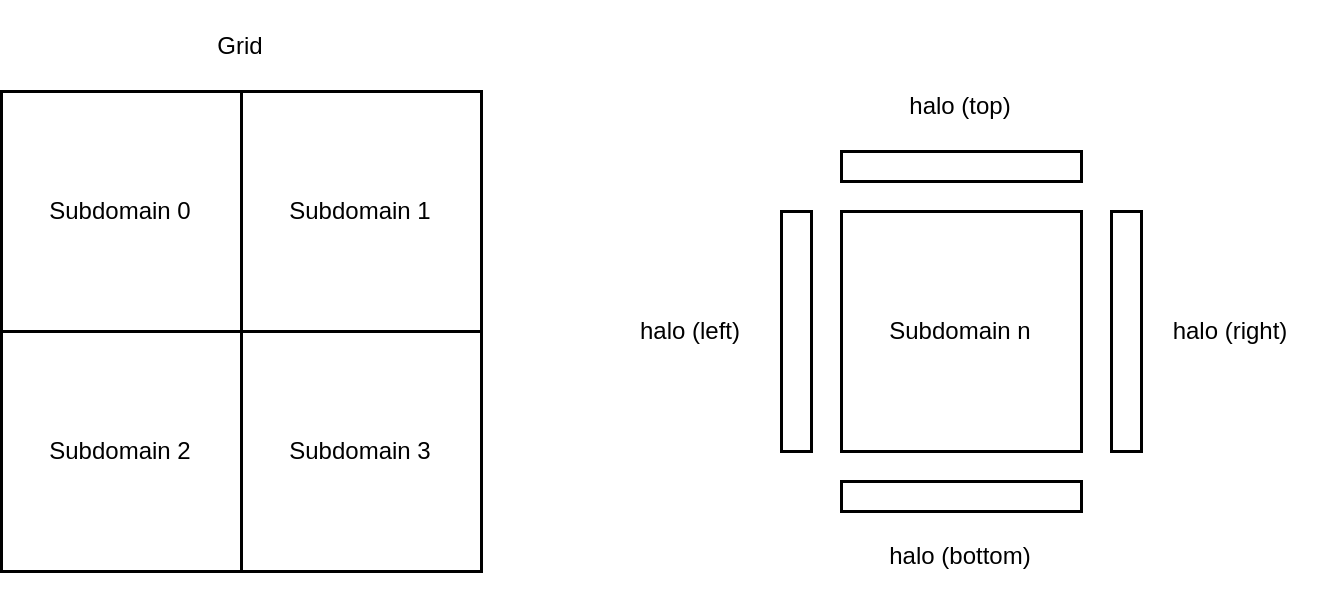 Grid
Subdomain 0
Subdomain 1
Subdomain 2
Subdomain 3
halo (top)
halo (left)
Subdomain n
halo (right)
halo (bottom)